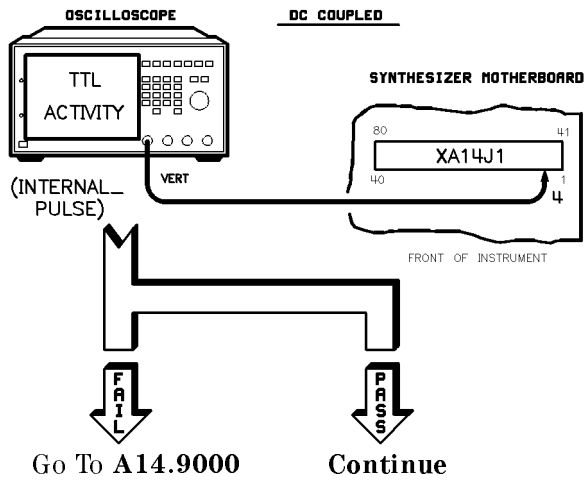 OSCILLOSCOPE
DC COUPLED
TTL
ACTIVITY
SYNTHESIZER MOTHERBOARD
80
41
XA14J1
40
1
4
VERT
(INTERNAL_
PULSE)
FRONT OF INSTRUMENT
FAIL
PASS
Go To A14.9000
Continue